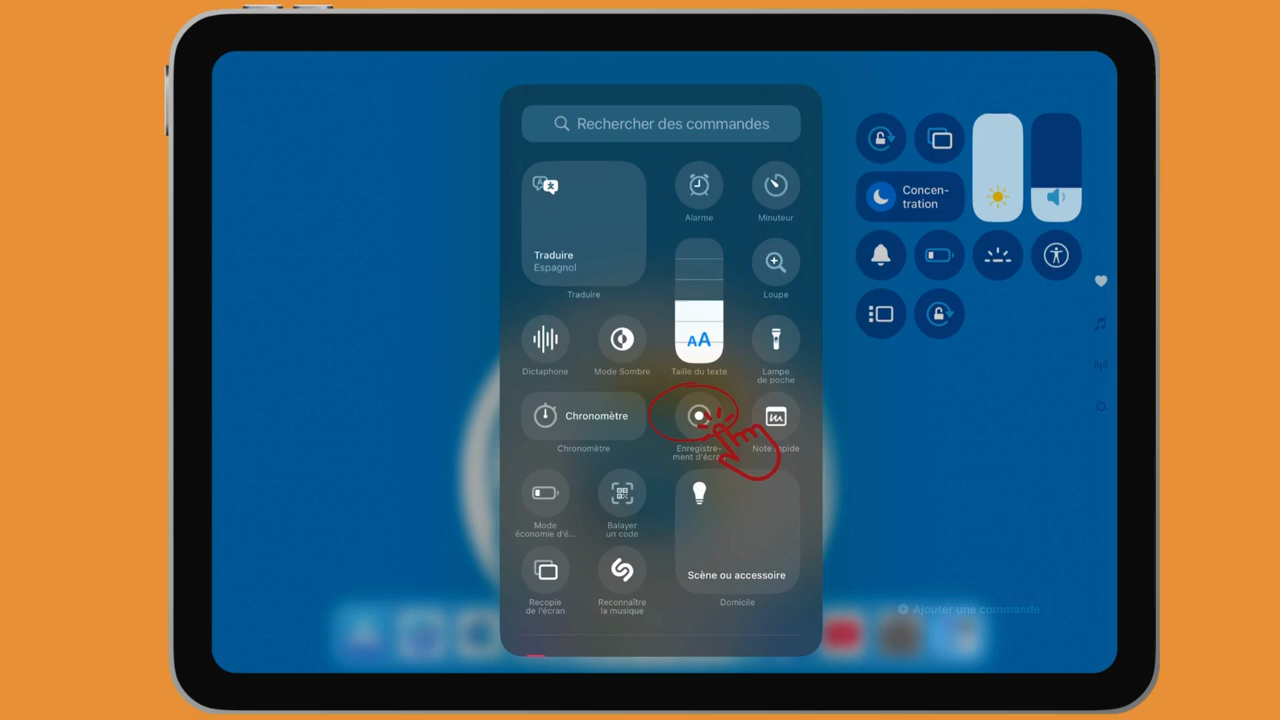 Rechercher des commandes
Traduire
Espagnol
Traduire
Alarme
Minuteur
Loupe
Dictaphone
Mode Sombre
AA
Taille du texte
Lampe
de poche
Chronomètre
Chronomètre
Enregistre-
ment d'écra
Note rapide
Mode
économie d'é...
Balayer
un code
Scène ou accessoire
Domicile
Recopie
de l'écran
Reconnaître
la musique
Concen-
tration
Ajouter une commande